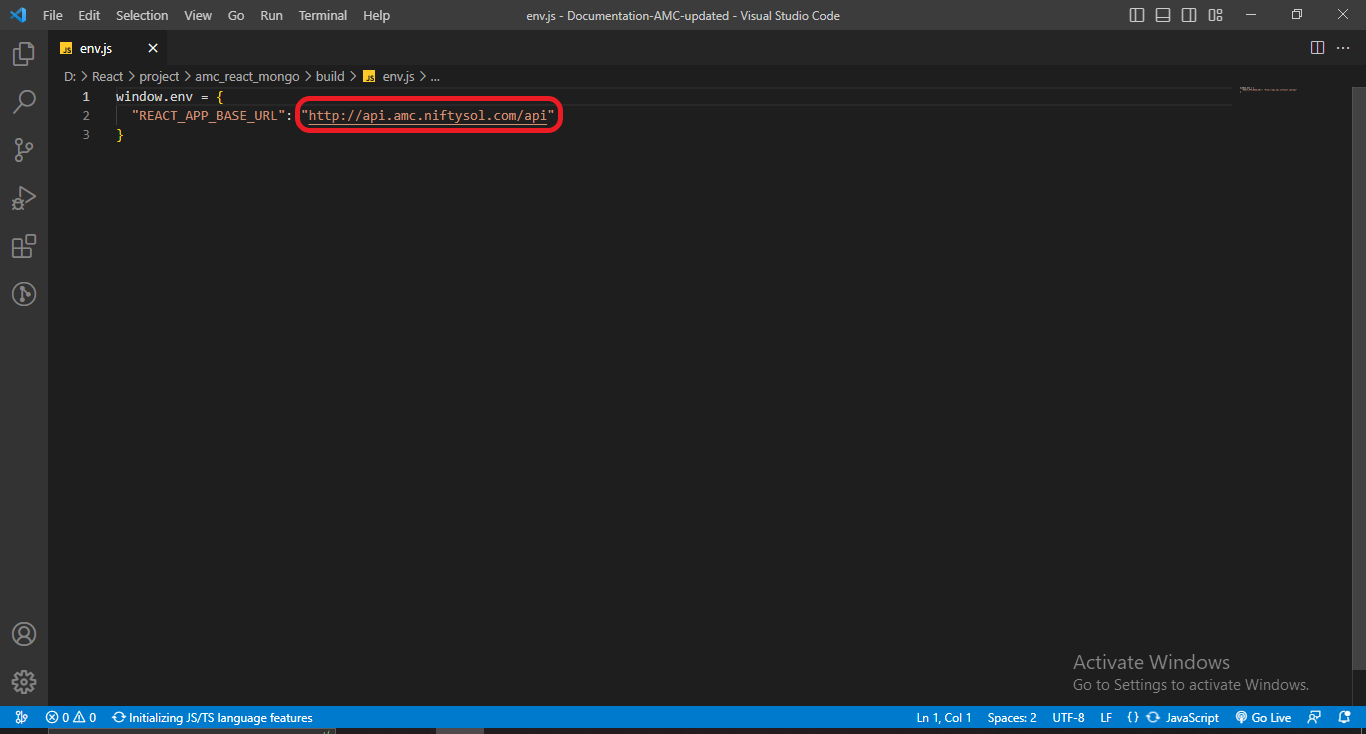 File Edit Selection View Go Run Terminal Help env.js - Documentation-AMC-updated - Visual Studio Code
JS env.js
D: > React > project > amc_react_mongo > build > JS env.js > ...
1 window.env = {
2 "REACT_APP_BASE_URL": "http://api.amc.niftysol.com/api"
3 }
Activate Windows
Go to Settings to activate Windows.
0 0 Initializing JS/TS language features Ln 1, Col 1 Spaces: 2 UTF-8 LF {} JavaScript Go Live